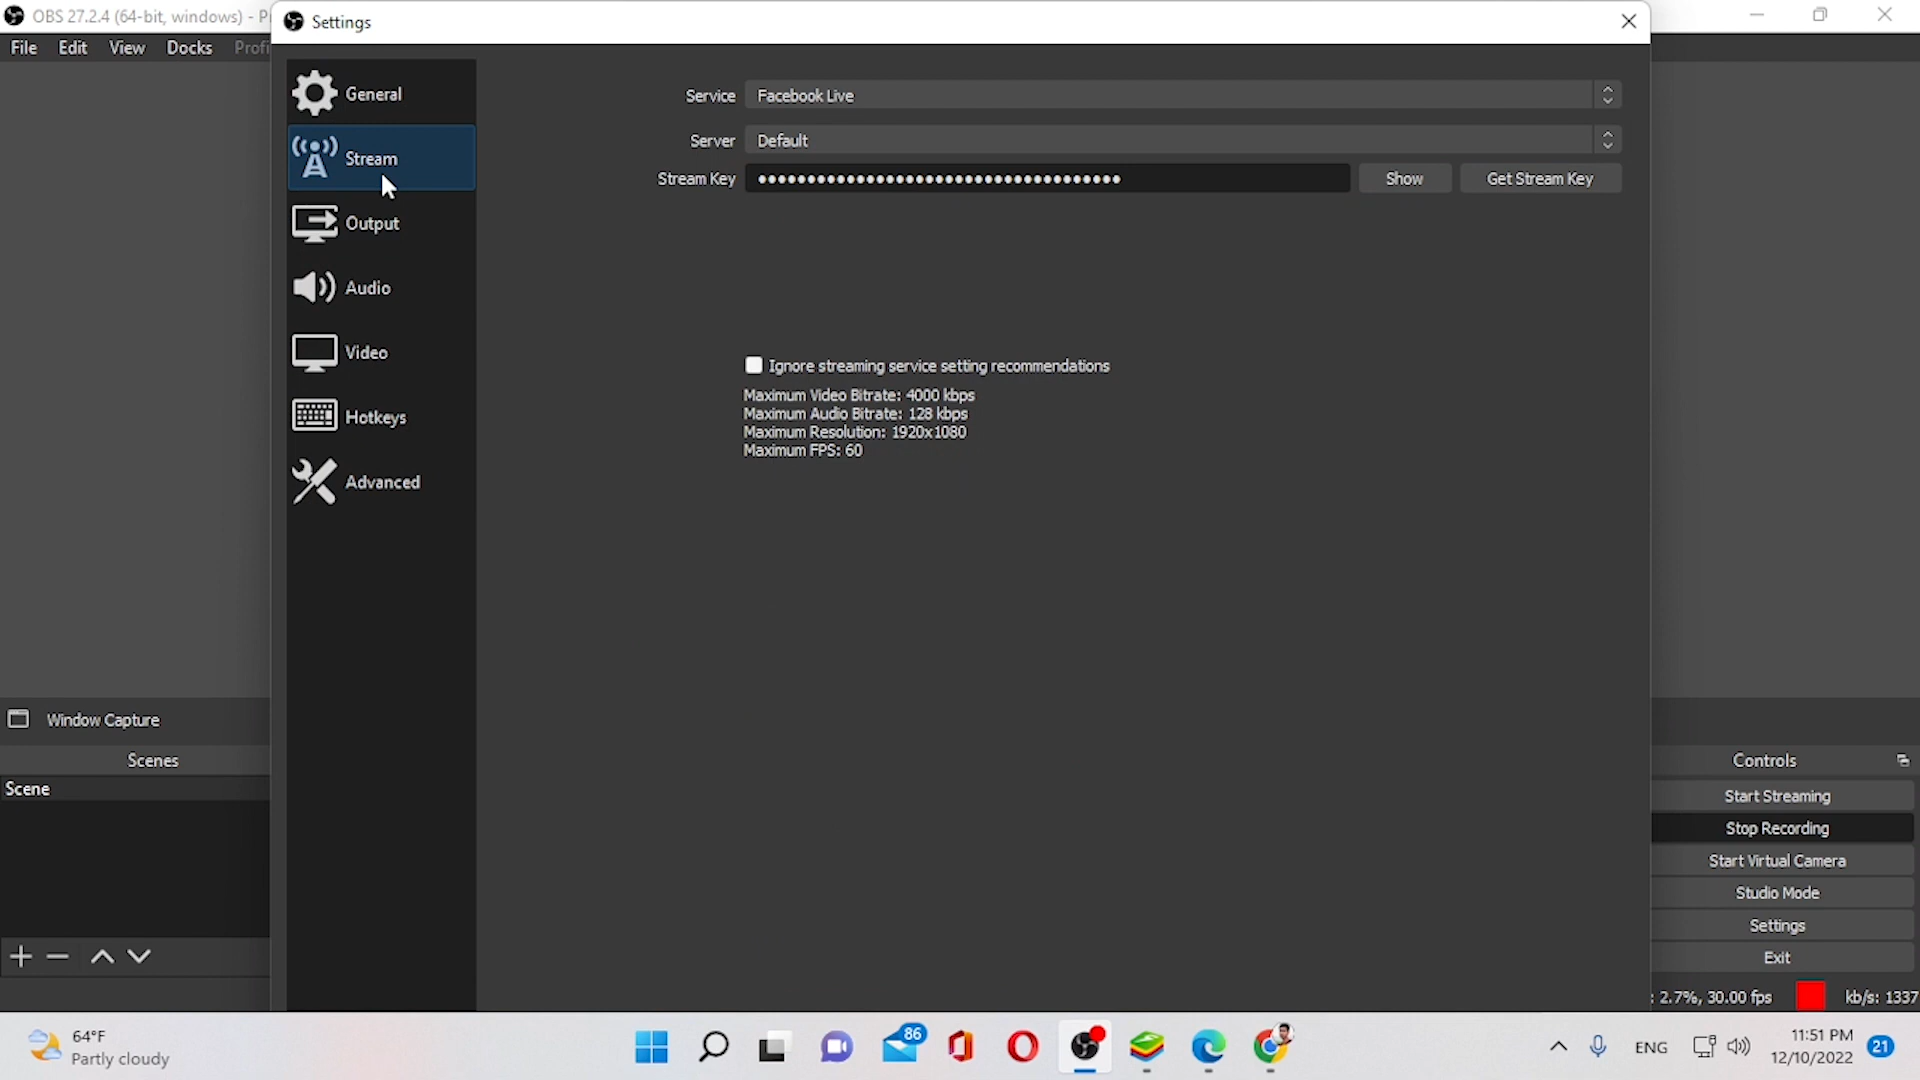 OBS 27.2.4 (64-bit, windows) -
Settings
File Edit View Docks
General
Stream
Output
Audio
Video
Hotkeys
Advanced
Service Facebook Live
Server Default
Stream Key ●●●●●●●●●●●●●●●●●●●●●●●●●●●●●●●●●●●●● Show Get Stream Key
Ignore streaming service setting recommendations
Maximum Video Bitrate: 4000 kbps
Maximum Audio Bitrate: 128 kbps
Maximum Resolution: 1920x1080
Maximum FPS: 60
Window Capture
Scenes
Scene
Controls
Start Streaming
Stop Recording
Start Virtual Camera
Studio Mode
Settings
Exit
: 2.7%, 30.00 fps kb/s: 1337
64°F
Partly cloudy
86
ENG
11:51 PM
12/10/2022
21